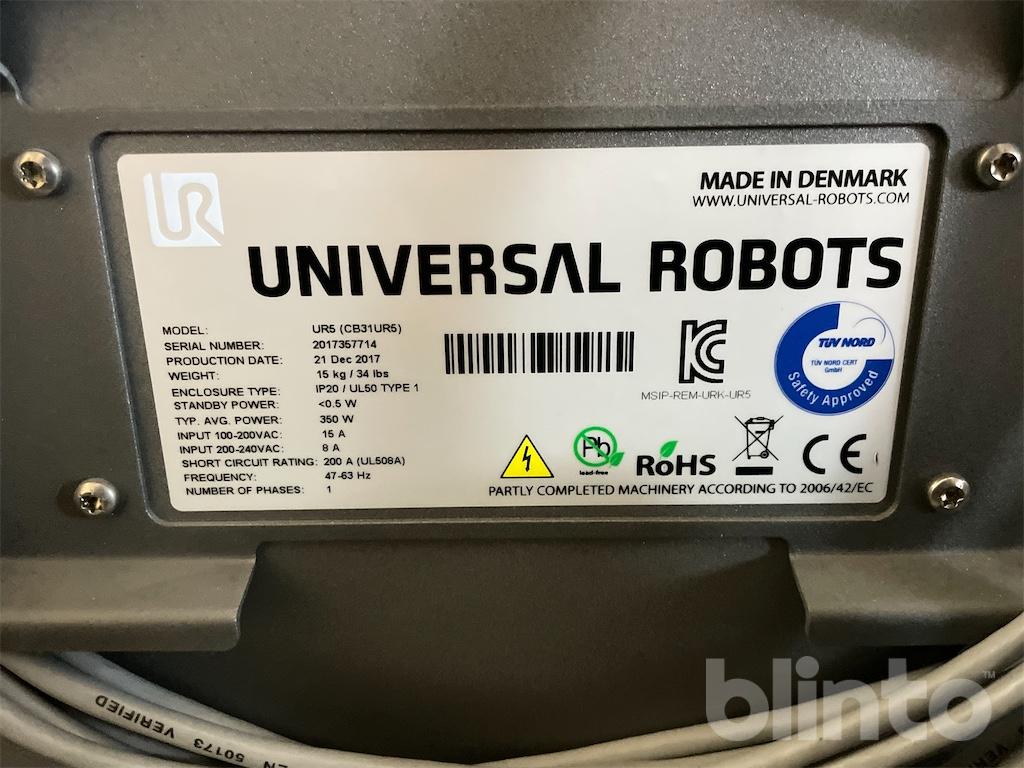 UR
MADE IN DENMARK
WWW.UNIVERSAL-ROBOTS.COM
UNIVERSAL ROBOTS
MODEL: UR5 (CB31UR5)
SERIAL NUMBER: 2017357714
PRODUCTION DATE: 21 Dec 2017
WEIGHT: 15 kg / 34 lbs
ENCLOSURE TYPE: IP20 / UL50 TYPE 1
STANDBY POWER: <0.5 W
TYP. AVG. POWER: 350 W
INPUT 100-200VAC: 15 A
INPUT 200-240VAC: 8 A
SHORT CIRCUIT RATING: 200 A (UL508A)
FREQUENCY: 47-63 Hz
NUMBER OF PHASES: 1
KC
MSIP-REM-URK-UR5
TÜV NORD
TÜV NORD CERT
GmbH
Safety Approved
Pb
lead-free
RoHS
CE
PARTLY COMPLETED MACHINERY ACCORDING TO 2006/42/EC
50173 VERIFIED
blinto™